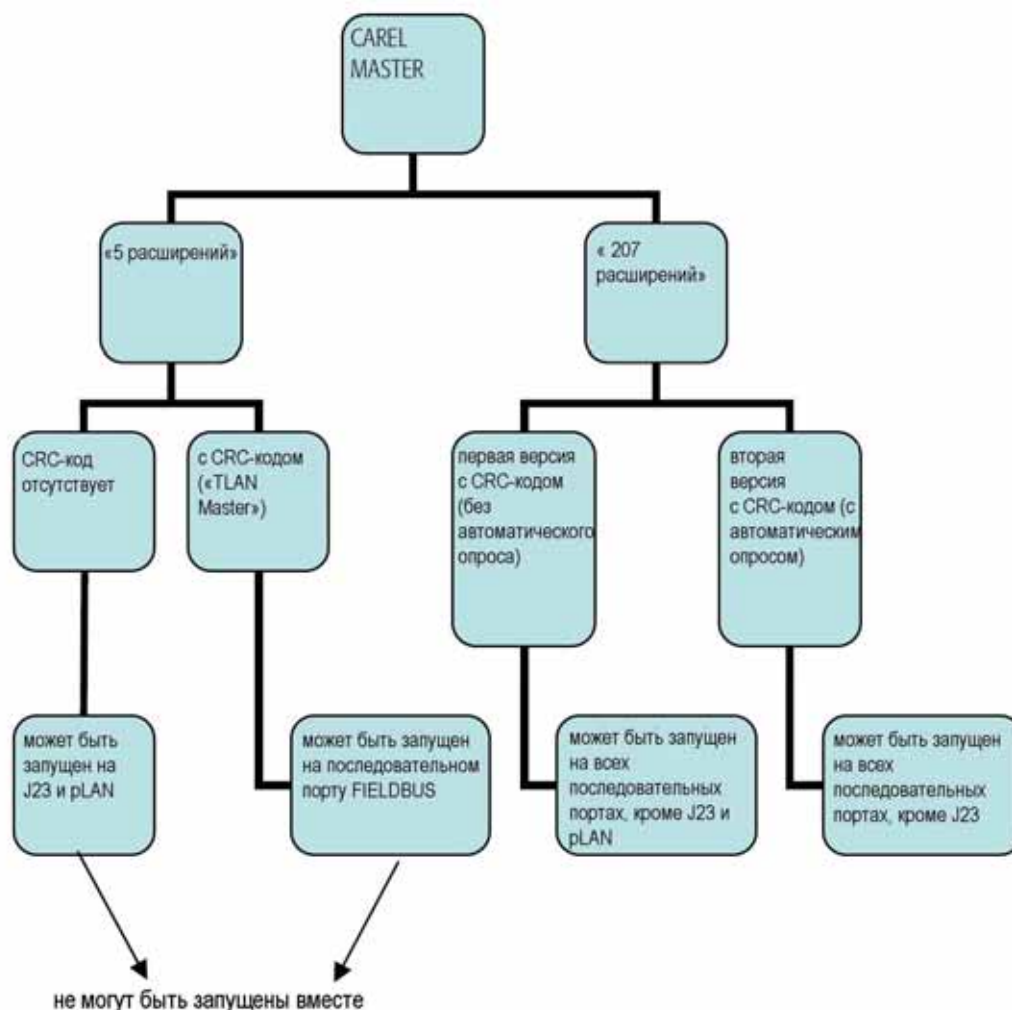 CAREL
MASTER
«5 расширений»
« 207
расширений»
CRC-код
отсутствует
с CRC-кодом
(«TLAN
Master»)
первая версия
с CRC-кодом
(без
автоматического
опроса)
вторая
версия
с CRC-кодом (с
автоматическим
опросом)
может быть
запущен на
J23 и pLAN
может быть запущен
на последовательном
порту FIELDBUS
может быть запущен
на всех
последовательных
портах, кроме J23 и
pLAN
может быть запущен
на всех
последовательных
портах, кроме J23
не могут быть запущены вместе